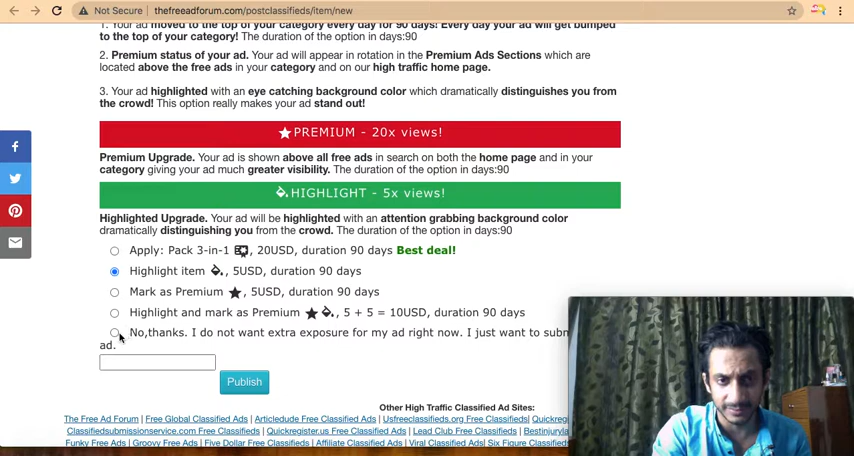 Not Secure | thefreeadforum.com/postclassifieds/item/new
1. Your ad moved to the top of your category every day for 90 days! Every day your ad will get bumped
to the top of your category! The duration of the option in days:90
2. Premium status of your ad. Your ad will appear in rotation in the Premium Ads Sections which are
located above the free ads in your category and on our high traffic home page.
3. Your ad highlighted with an eye catching background color which dramatically distinguishes you from
the crowd! This option really makes your ad stand out!
PREMIUM - 20x views!
Premium Upgrade. Your ad is shown above all free ads in search on both the home page and in your
category giving your ad much greater visibility. The duration of the option in days:90
HIGHLIGHT - 5x views!
Highlighted Upgrade. Your ad will be highlighted with an attention grabbing background color
dramatically distinguishing you from the crowd. The duration of the option in days:90
Apply: Pack 3-in-1 , 20USD, duration 90 days Best deal!
Highlight item , 5USD, duration 90 days
Mark as Premium , 5USD, duration 90 days
Highlight and mark as Premium , 5 + 5 = 10USD, duration 90 days
No,thanks. I do not want extra exposure for my ad right now. I just want to subm
ad.
Publish
Other High Traffic Classified Ad Sites:
The Free Ad Forum | Free Global Classified Ads | Articledude Free Classified Ads | Usfreeclassifieds.org Free Classifieds| Quickreg
Classifiedsubmissionservice.com Free Classifieds | Quickregister.us Free Classifieds | Lead Club Free Classifieds | Bestinjuryla
Funky Free Ads | Groovy Free Ads | Five Dollar Free Classifieds | Affiliate Classified Ads | Viral Classified Ads| Six Figure Classifieds